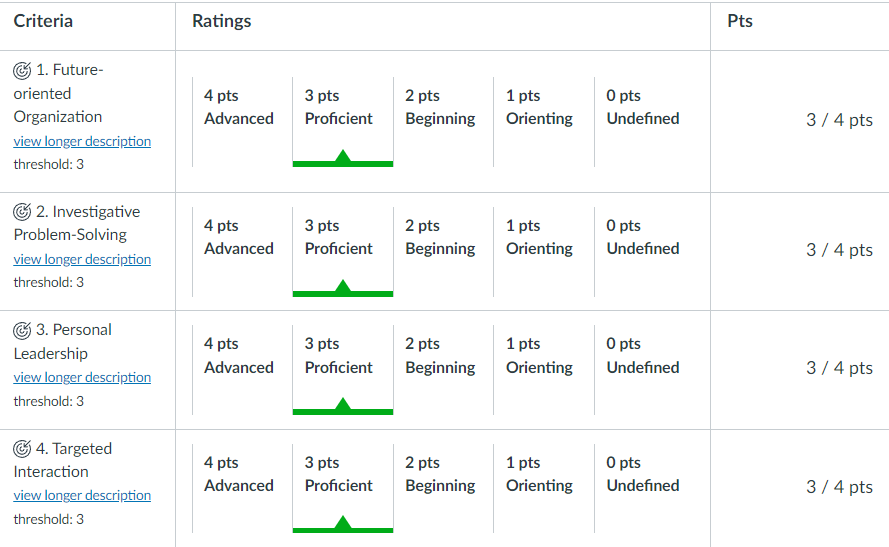 Criteria Ratings Pts
1. Future-
oriented
Organization
view longer description
threshold: 3
4 pts 3 pts 2 pts 1 pts 0 pts
Advanced Proficient Beginning Orienting Undefined
3 / 4 pts
2. Investigative
Problem-Solving
view longer description
threshold: 3
4 pts 3 pts 2 pts 1 pts 0 pts
Advanced Proficient Beginning Orienting Undefined
3 / 4 pts
3. Personal
Leadership
view longer description
threshold: 3
4 pts 3 pts 2 pts 1 pts 0 pts
Advanced Proficient Beginning Orienting Undefined
3 / 4 pts
4. Targeted
Interaction
view longer description
threshold: 3
4 pts 3 pts 2 pts 1 pts 0 pts
Advanced Proficient Beginning Orienting Undefined
3 / 4 pts